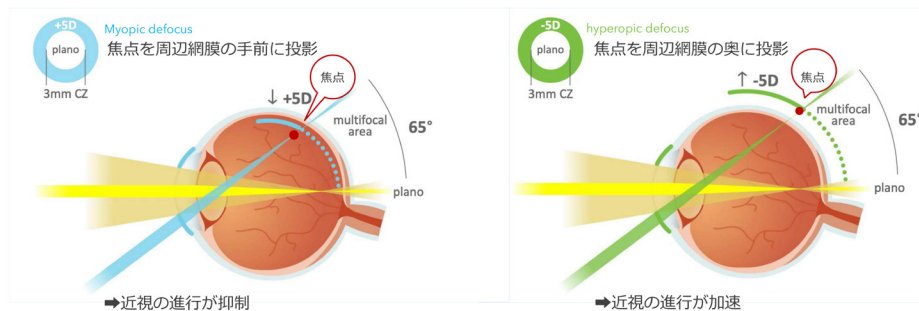 +5D
plano
3mm CZ
Myopic defocus
焦点を周辺網膜の手前に投影
焦点
↓ +5D
multifocal
area
65°
plano
➡近視の進行が抑制
-5D
plano
3mm CZ
hyperopic defocus
焦点を周辺網膜の奥に投影
焦点
↑ -5D
multifocal
area
65°
plano
➡近視の進行が加速